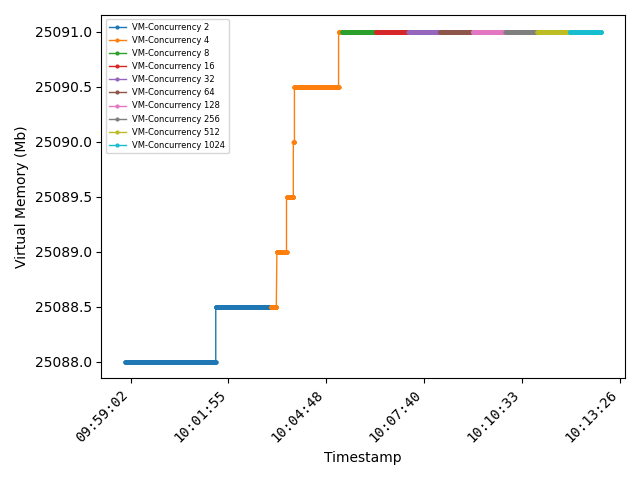 VM-Concurrency 2
VM-Concurrency 4
VM-Concurrency 8
VM-Concurrency 16
VM-Concurrency 32
VM-Concurrency 64
VM-Concurrency 128
VM-Concurrency 256
VM-Concurrency 512
VM-Concurrency 1024
Virtual Memory (Mb)
25091.0
25090.5
25090.0
25089.5
25089.0
25088.5
25088.0
09:59:02
10:01:55
10:04:48
10:07:40
10:10:33
10:13:26
Timestamp